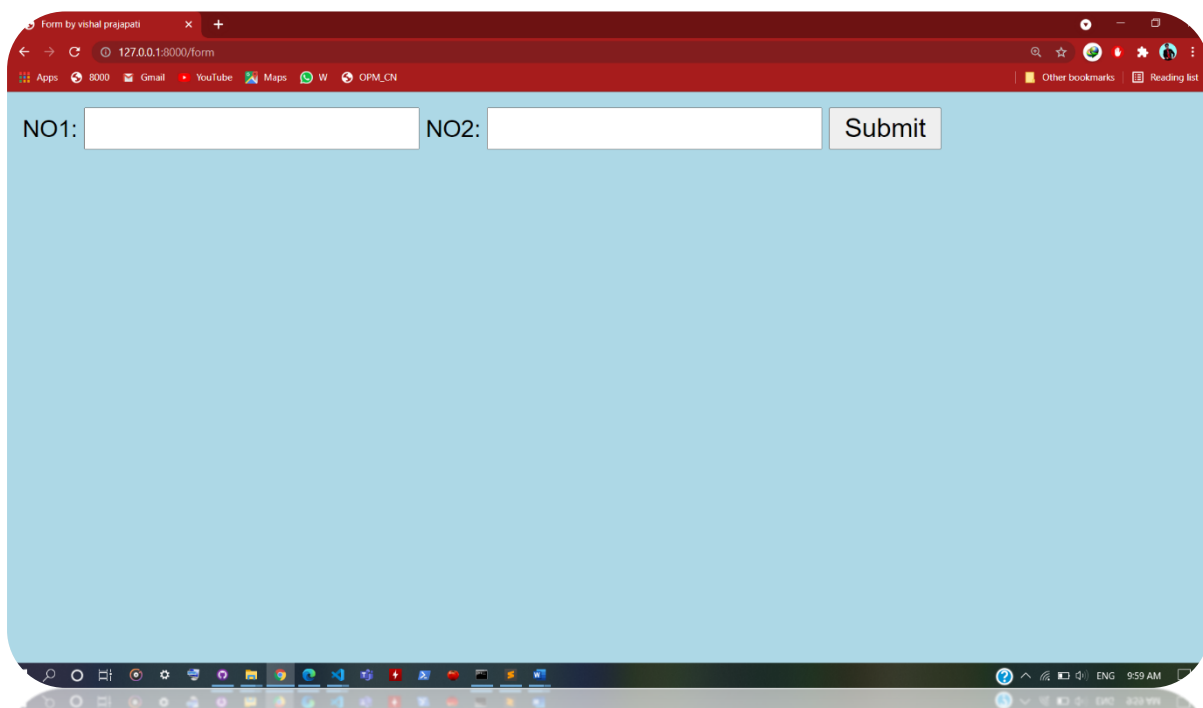 Form by vishal prajapati
127.0.0.1:8000/form
Apps 8000 Gmail YouTube Maps W OPM_CN Other bookmarks Reading list
NO1: NO2: Submit
ENG 9:59 AM